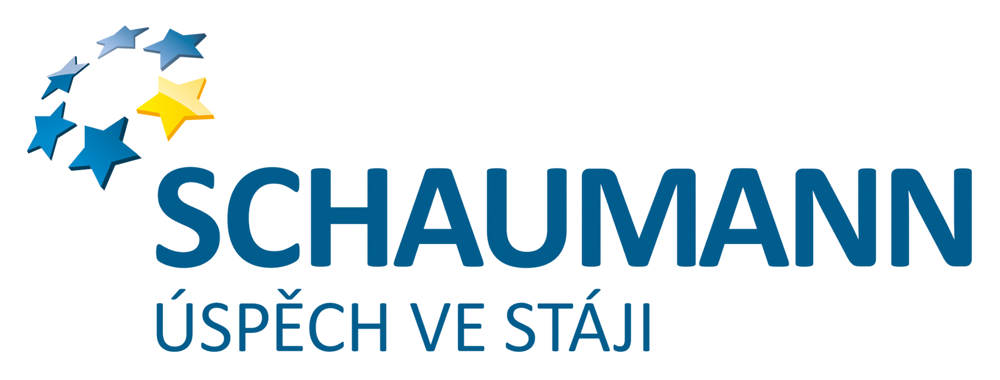 SCHAUMANN
ÚSPĚCH VE STÁJI